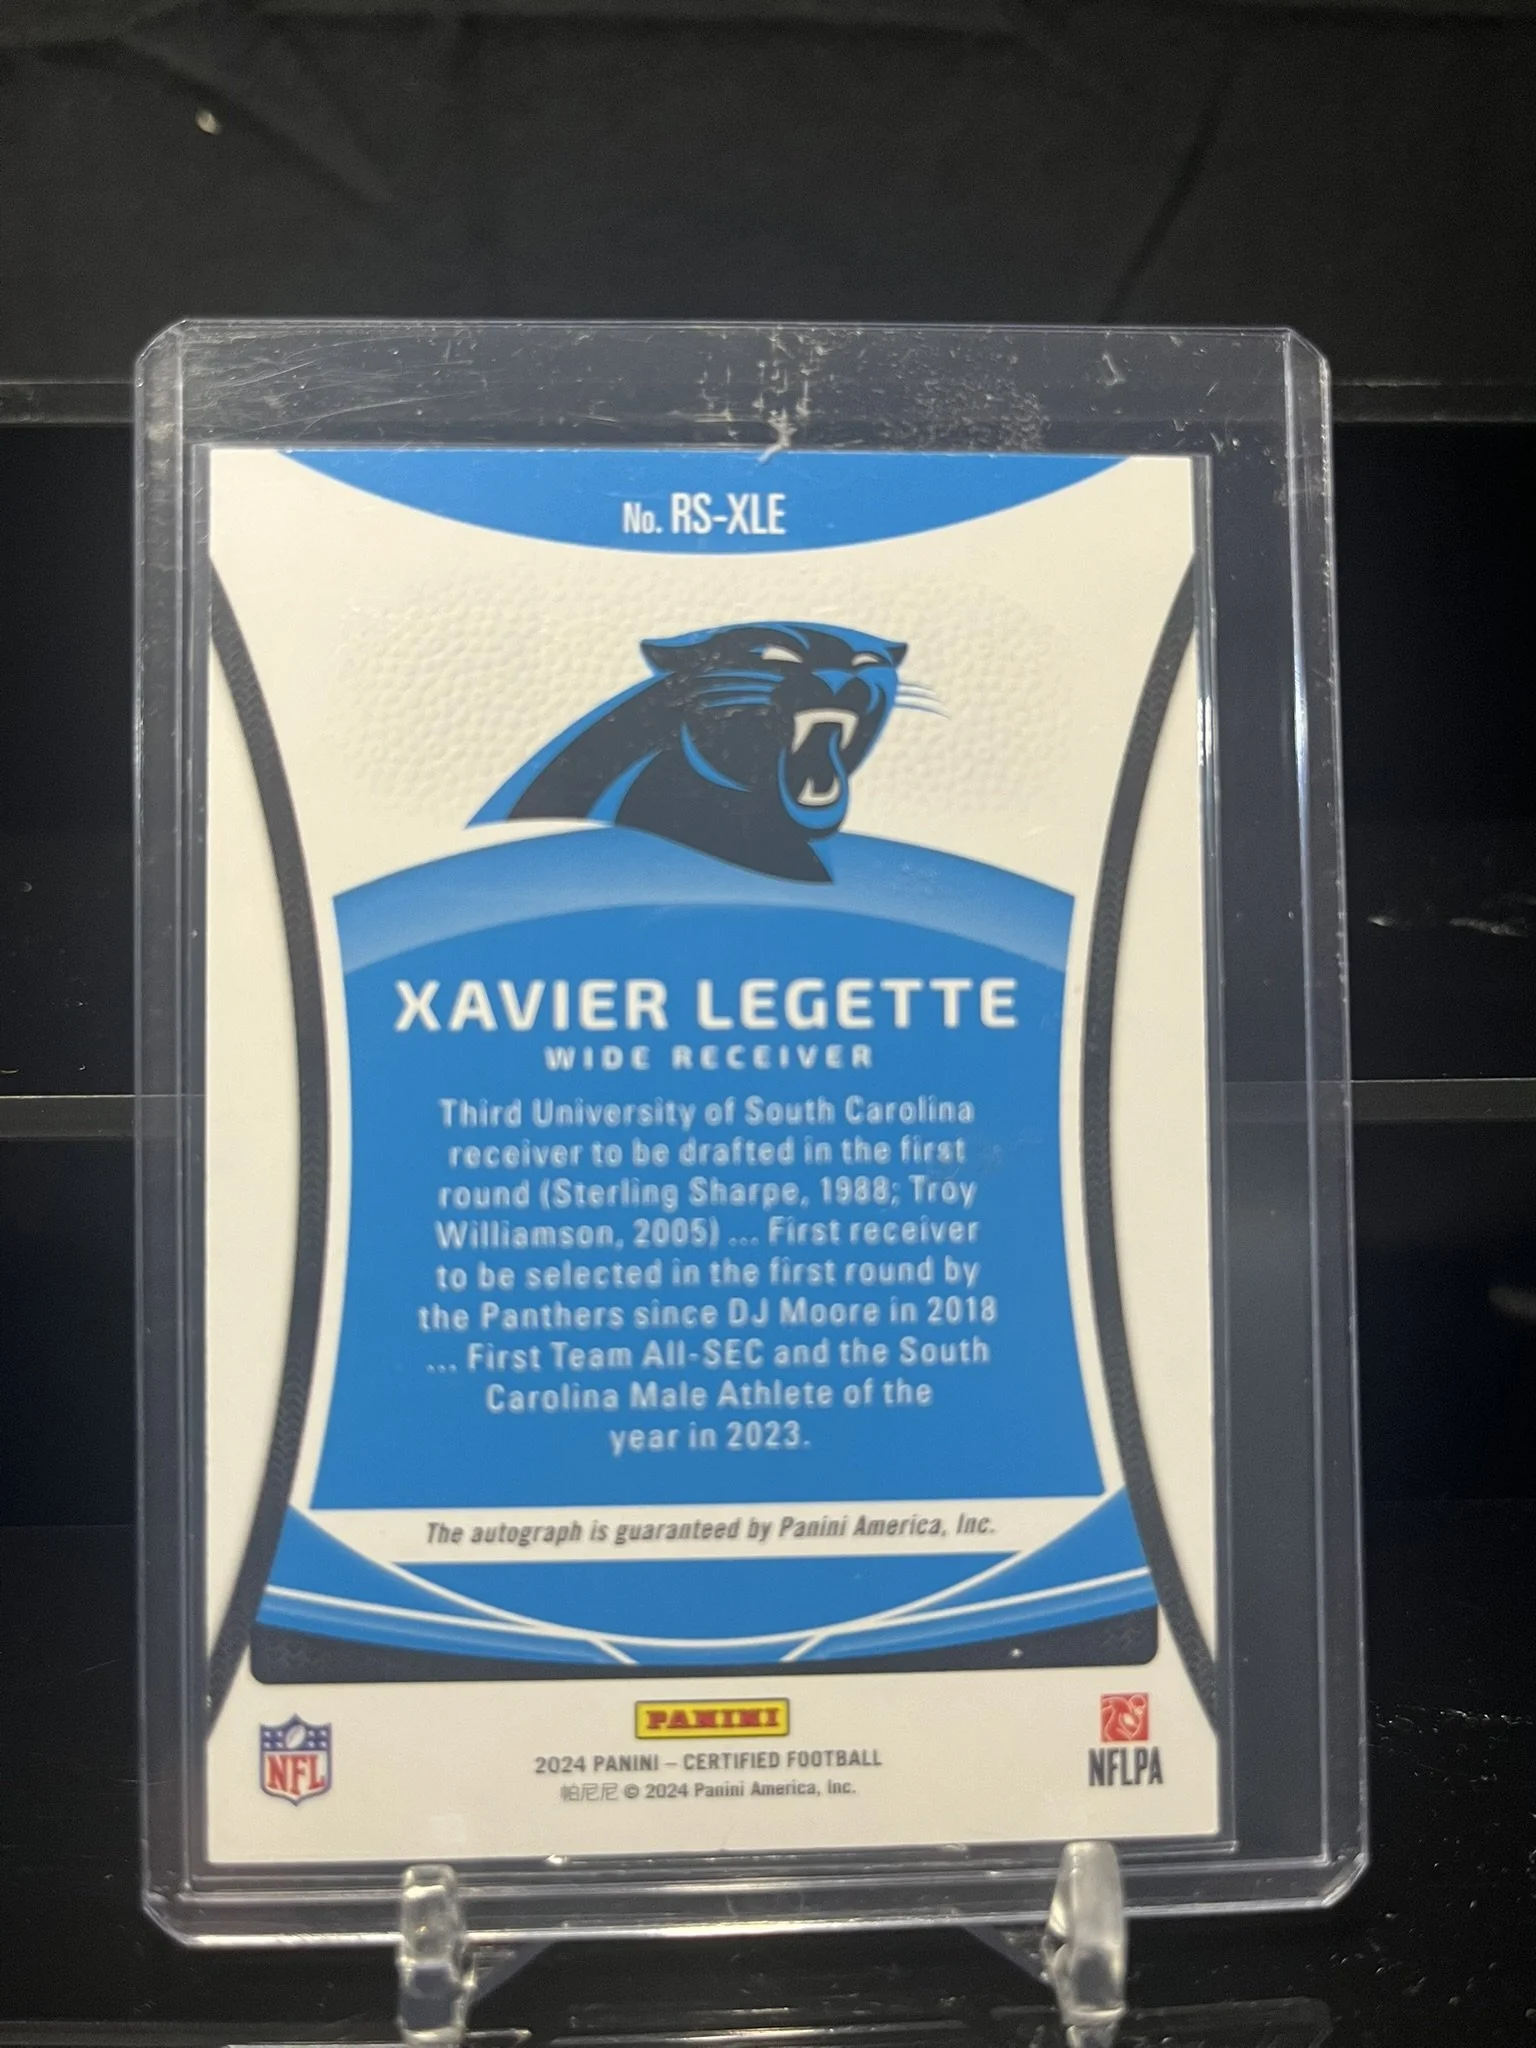 No. RS-XLE
XAVIER LEGETTE
WIDE RECEIVER
Third University of South Carolina
receiver to be drafted in the first
round (Sterling Sharpe, 1988; Troy
Williamson, 2005) ... First receiver
to be selected in the first round by
the Panthers since DJ Moore in 2018
... First Team All-SEC and the South
Carolina Male Athlete of the
year in 2023.
The autograph is guaranteed by Panini America, Inc.
PANINI
NFL
2024 PANINI – CERTIFIED FOOTBALL
帕尼尼 © 2024 Panini America, Inc.
NFLPA